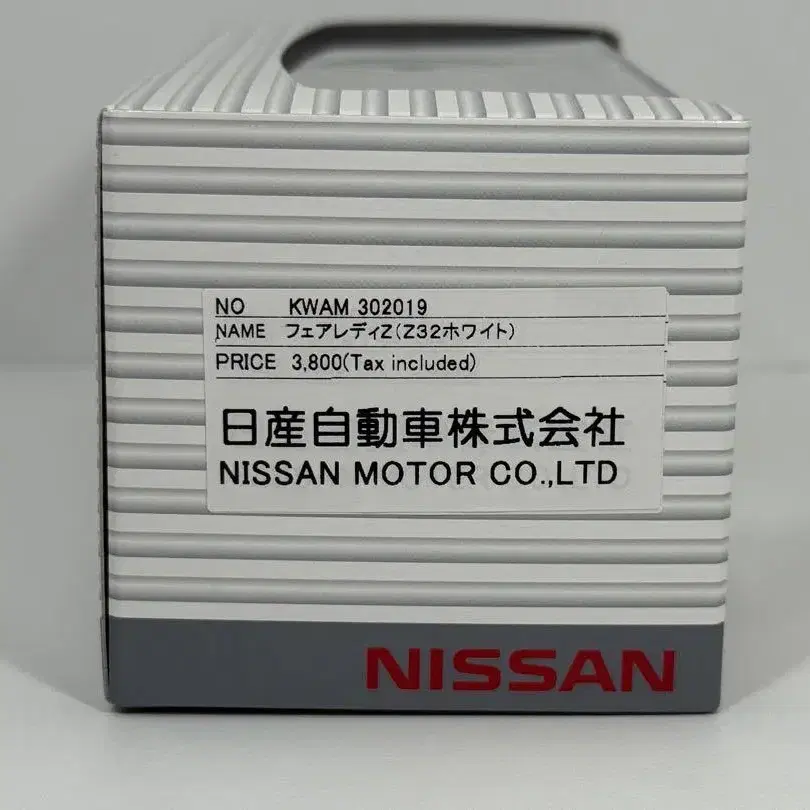 NO KWAM 302019
NAME フェアレディZ(Z32ホワイト)
PRICE 3,800(Tax included)
日産自動車株式会社
NISSAN MOTOR CO.,LTD
NISSAN